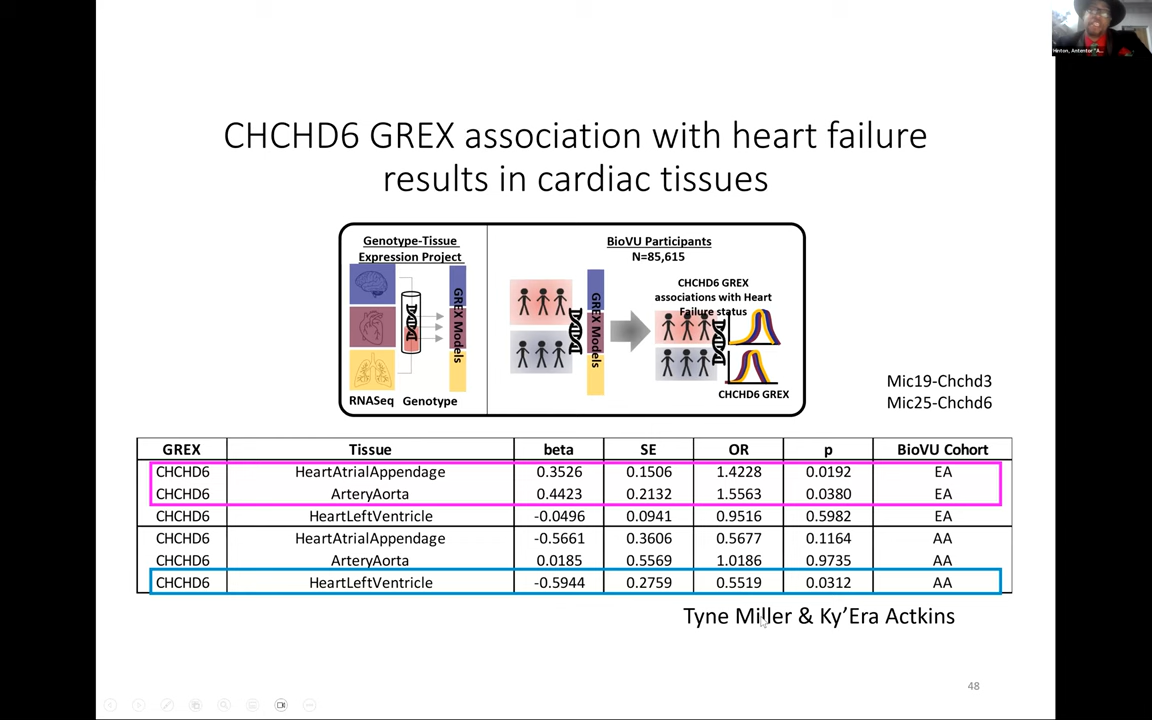 Hinton, Antentor "A...
CHCHD6 GREX association with heart failure
results in cardiac tissues
Genotype-Tissue
Expression Project
GREX Models
RNASeq Genotype
BioVU Participants
N=85,615
GREX Models
CHCHD6 GREX
associations with Heart
Failure status
CHCHD6 GREX
Mic19-Chchd3
Mic25-Chchd6
GREX Tissue beta SE OR p BioVU Cohort
CHCHD6 HeartAtrialAppendage 0.3526 0.1506 1.4228 0.0192 EA
CHCHD6 ArteryAorta 0.4423 0.2132 1.5563 0.0380 EA
CHCHD6 HeartLeftVentricle -0.0496 0.0941 0.9516 0.5982 EA
CHCHD6 HeartAtrialAppendage -0.5661 0.3606 0.5677 0.1164 AA
CHCHD6 ArteryAorta 0.0185 0.5569 1.0186 0.9735 AA
CHCHD6 HeartLeftVentricle -0.5944 0.2759 0.5519 0.0312 AA
Tyne Miller & Ky’Era Actkins
48